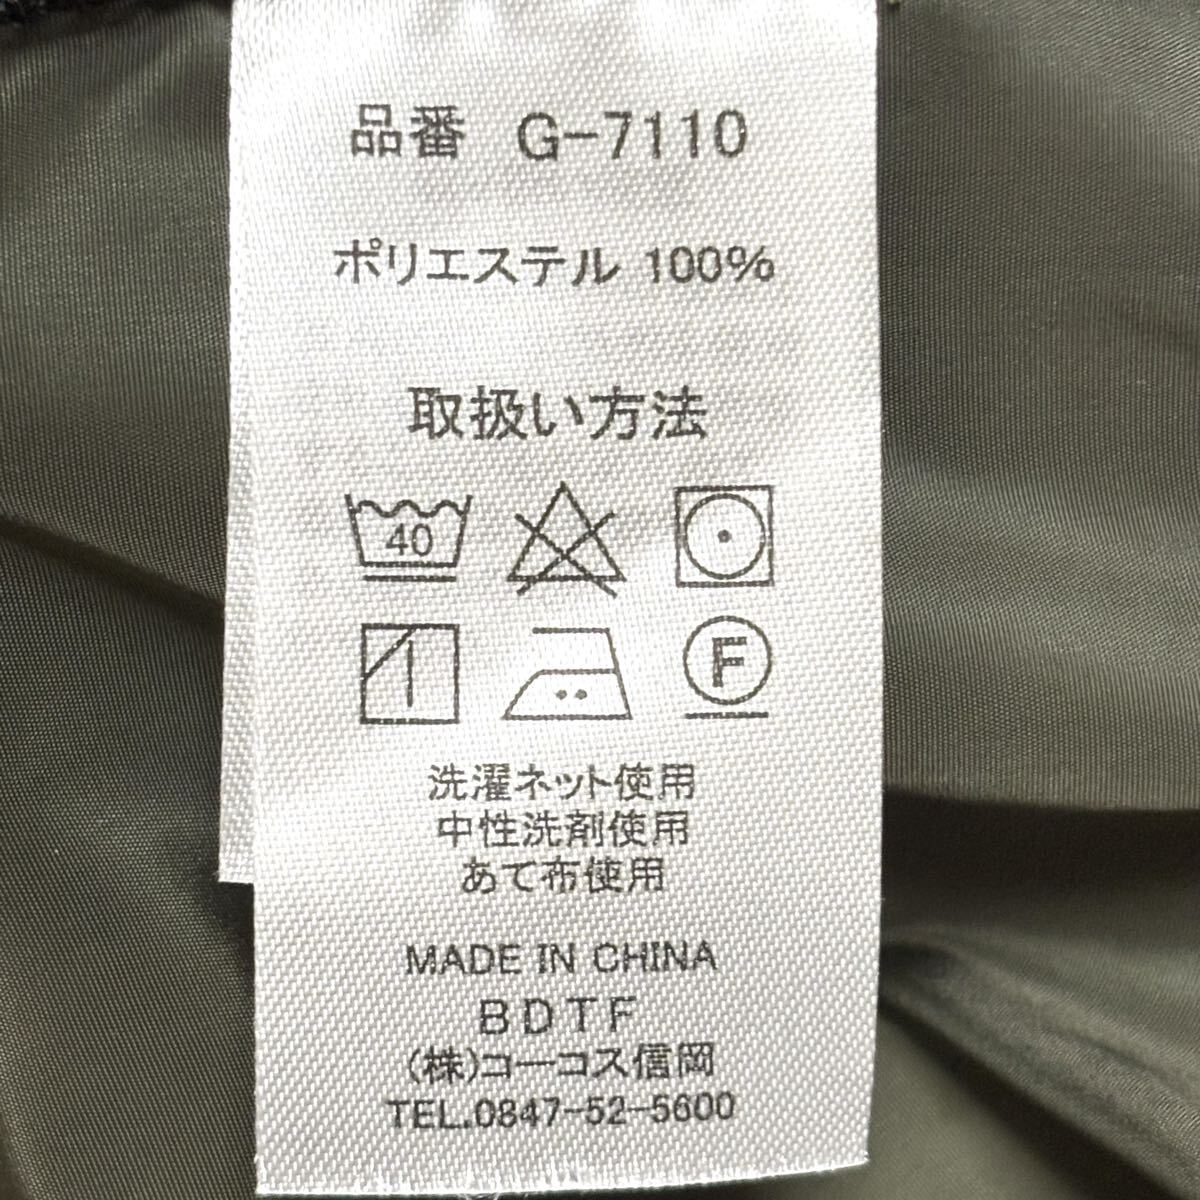 品番 G-7110
ポリエステル 100%
取扱い方法
40
F
洗濯ネット使用
中性洗剤使用
あて布使用
MADE IN CHINA
BDTF
(株)コーコス信岡
TEL.0847-52-5600